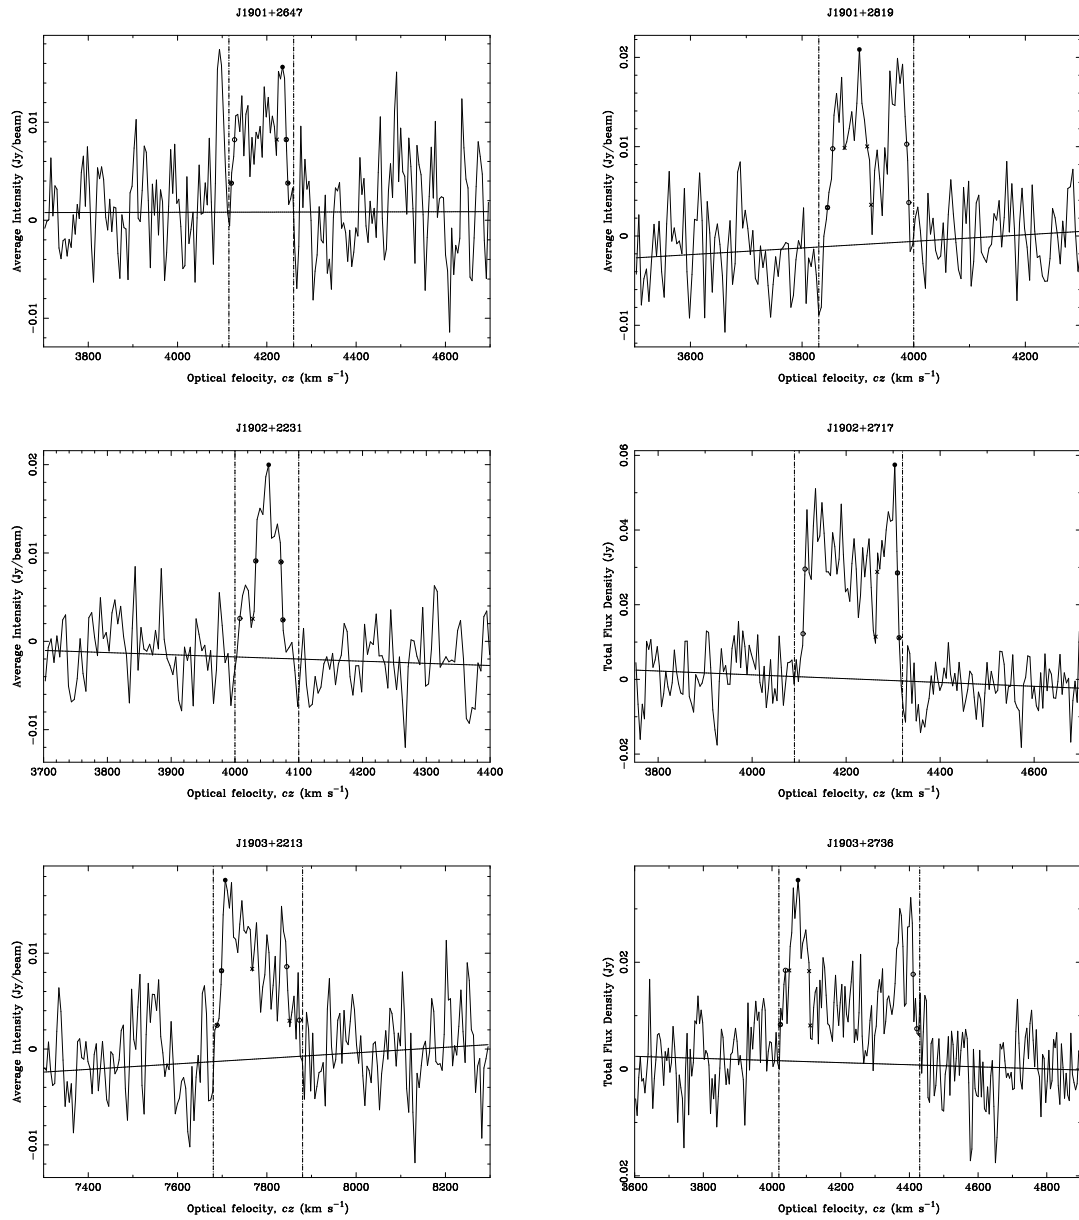 J1901+2647
J1901+2819
Average Intensity (Jy/beam)
0.01
0
−0.01
3800 4000 4200 4400 4600
Optical felocity, cz (km s−1)
Average Intensity (Jy/beam)
0.02
0.01
0
−0.01
3600 3800 4000 4200
Optical felocity, cz (km s−1)
J1902+2231
J1902+2717
Average Intensity (Jy/beam)
0.02
0.01
0
−0.01
3700 3800 3900 4000 4100 4200 4300 4400
Optical felocity, cz (km s−1)
Total Flux Density (Jy)
0.06
0.04
0.02
0
−0.02
3800 4000 4200 4400 4600
Optical felocity, cz (km s−1)
J1903+2213
J1903+2736
Average Intensity (Jy/beam)
0.01
0
−0.01
7400 7600 7800 8000 8200
Optical felocity, cz (km s−1)
Total Flux Density (Jy)
0.02
0
3600 3800 4000 4200 4400 4600 4800
Optical felocity, cz (km s−1)